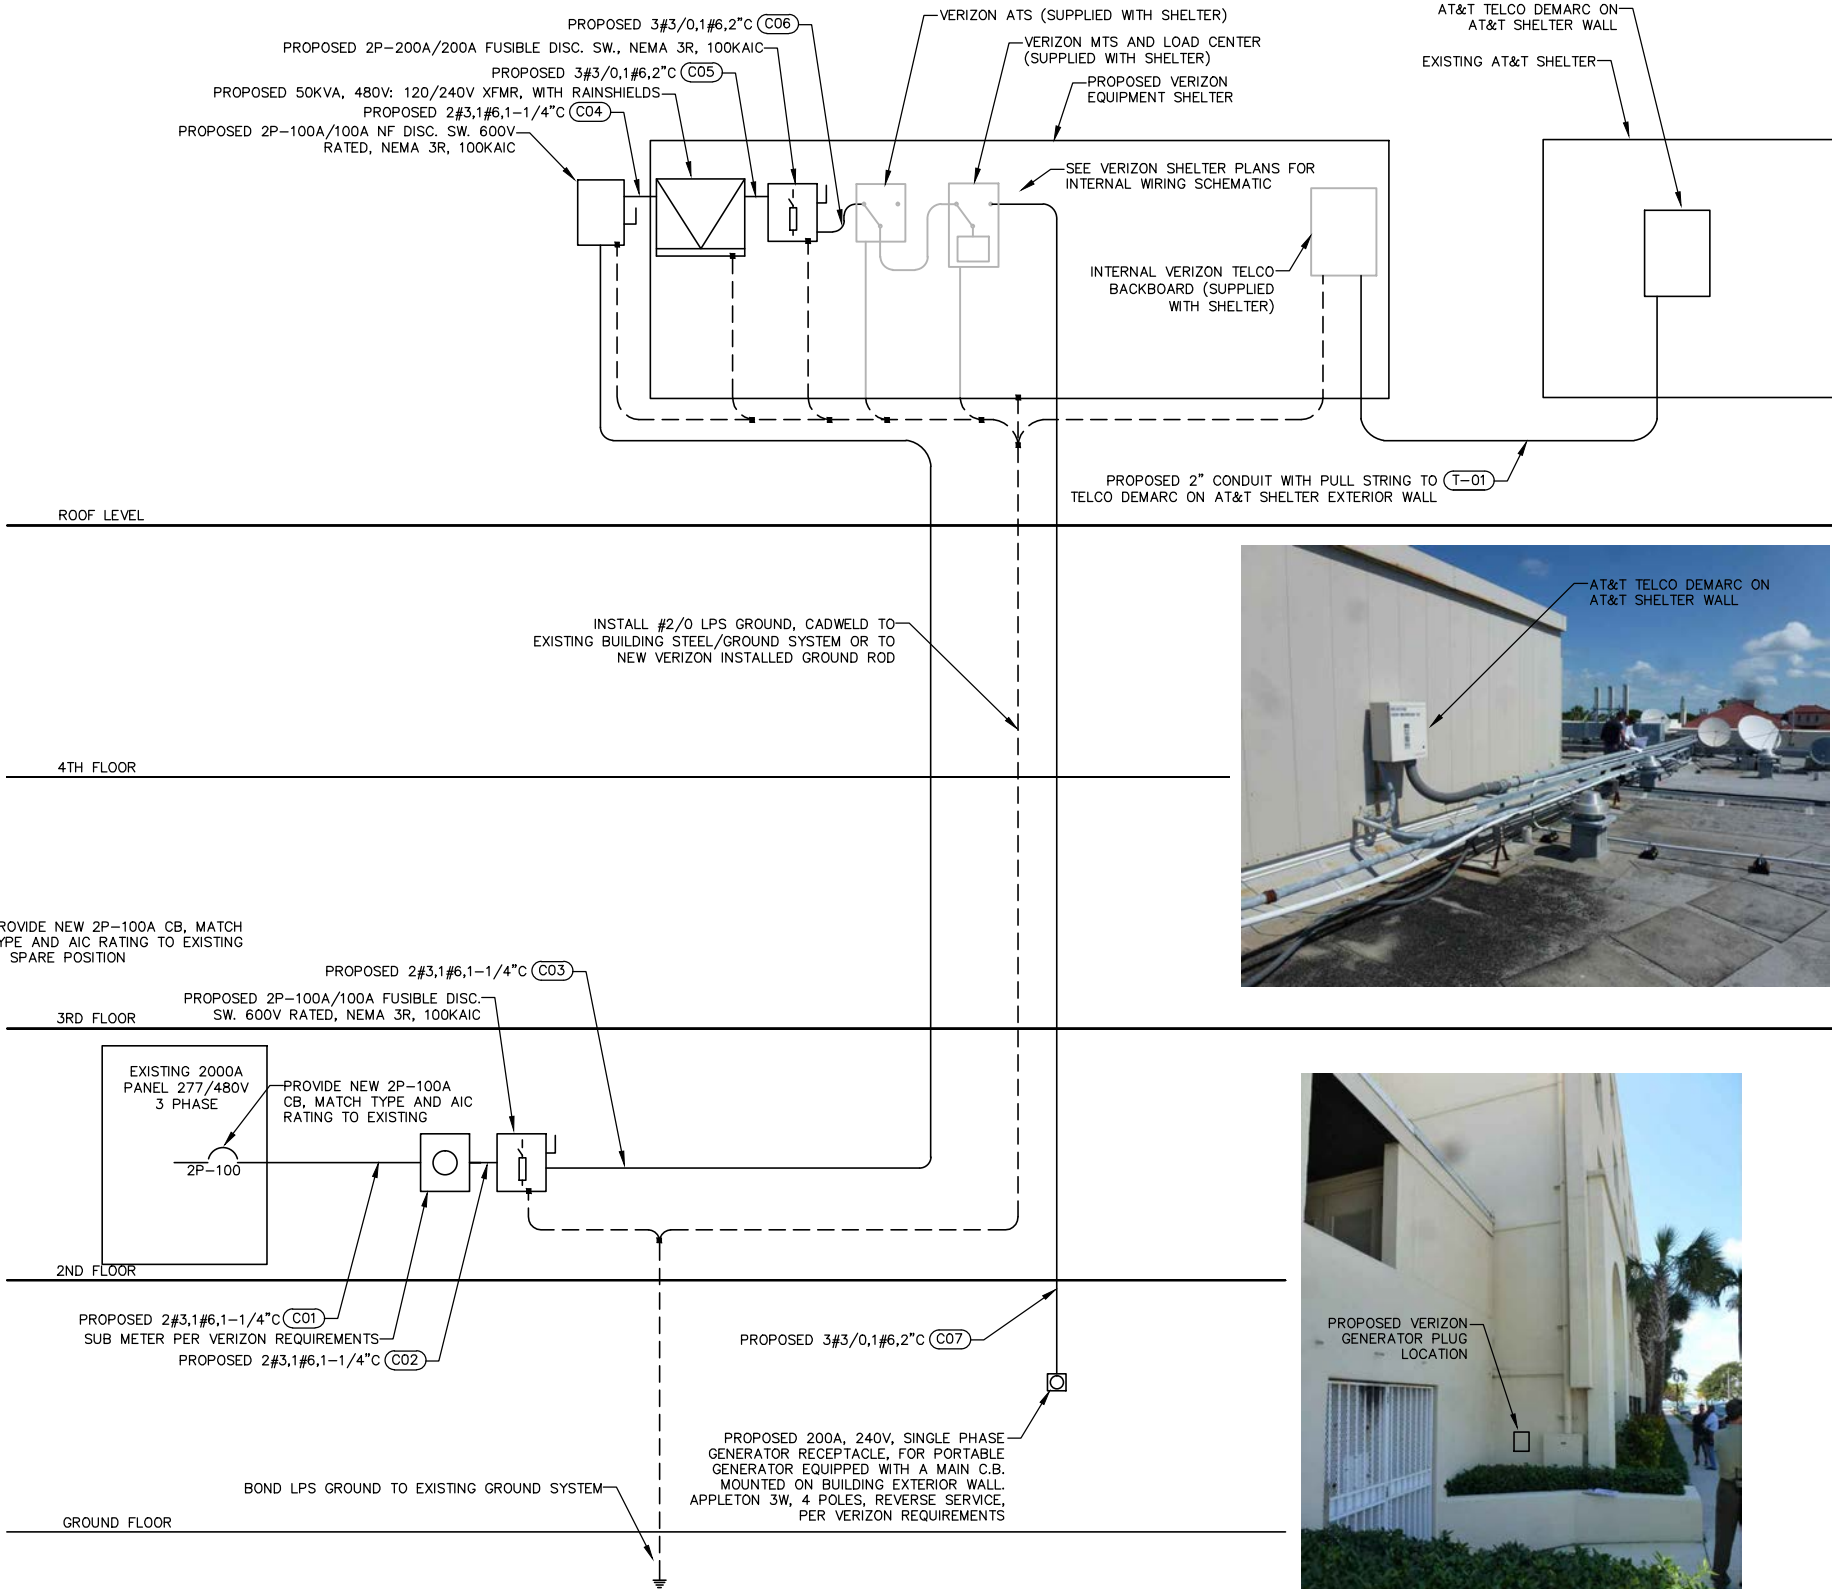 PROPOSED 3#3/0,1#6,2"C C06
PROPOSED 2P-200A/200A FUSIBLE DISC. SW., NEMA 3R, 100KAIC
PROPOSED 3#3/0,1#6,2"C C05
PROPOSED 50KVA, 480V: 120/240V XFMR, WITH RAINSHIELDS
PROPOSED 2#3,1#6,1-1/4"C C04
PROPOSED 2P-100A/100A NF DISC. SW. 600V
RATED, NEMA 3R, 100KAIC
VERIZON ATS (SUPPLIED WITH SHELTER)
VERIZON MTS AND LOAD CENTER
(SUPPLIED WITH SHELTER)
PROPOSED VERIZON
EQUIPMENT SHELTER
AT&T TELCO DEMARC ON
AT&T SHELTER WALL
EXISTING AT&T SHELTER
SEE VERIZON SHELTER PLANS FOR
INTERNAL WIRING SCHEMATIC
INTERNAL VERIZON TELCO
BACKBOARD (SUPPLIED
WITH SHELTER)
PROPOSED 2" CONDUIT WITH PULL STRING TO T-01
TELCO DEMARC ON AT&T SHELTER EXTERIOR WALL
ROOF LEVEL
AT&T TELCO DEMARC ON
AT&T SHELTER WALL
INSTALL #2/0 LPS GROUND, CADWELD TO
EXISTING BUILDING STEEL/GROUND SYSTEM OR TO
NEW VERIZON INSTALLED GROUND ROD
4TH FLOOR
ROVIDE NEW 2P-100A CB, MATCH
YPE AND AIC RATING TO EXISTING
SPARE POSITION
PROPOSED 2#3,1#6,1-1/4"C C03
PROPOSED 2P-100A/100A FUSIBLE DISC.
SW. 600V RATED, NEMA 3R, 100KAIC
3RD FLOOR
EXISTING 2000A
PANEL 277/480V
3 PHASE
PROVIDE NEW 2P-100A
CB, MATCH TYPE AND AIC
RATING TO EXISTING
2P-100
2ND FLOOR
PROPOSED 2#3,1#6,1-1/4"C C01
SUB METER PER VERIZON REQUIREMENTS
PROPOSED 2#3,1#6,1-1/4"C C02
PROPOSED 3#3/0,1#6,2"C C07
PROPOSED VERIZON
GENERATOR PLUG
LOCATION
PROPOSED 200A, 240V, SINGLE PHASE
GENERATOR RECEPTACLE, FOR PORTABLE
GENERATOR EQUIPPED WITH A MAIN C.B.
MOUNTED ON BUILDING EXTERIOR WALL.
APPLETON 3W, 4 POLES, REVERSE SERVICE,
PER VERIZON REQUIREMENTS
BOND LPS GROUND TO EXISTING GROUND SYSTEM
GROUND FLOOR